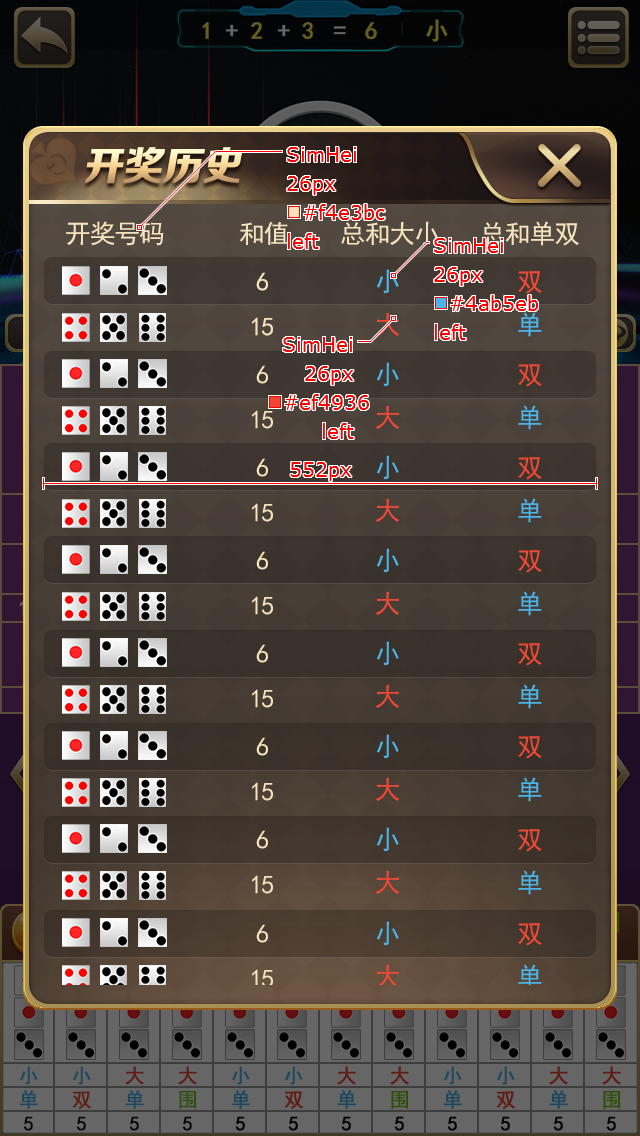 1 + 2 + 3 = 6 小
开奖历史
SimHei
26px
#f4e3bc
left
开奖号码 和值 总和大小 总和单双
SimHei
26px
#4ab5eb
left
6 小 双
15 大 单
SimHei
26px
#ef4936
left
6 小 双
15 大 单
6 小 双
552px
15 大 单
6 小 双
15 大 单
6 小 双
15 大 单
6 小 双
15 大 单
6 小 双
15 大 单
6 小 双
15 大 单
小 小 大 大 小 小 大 大 小 小 大 大
单 双 单 围 单 双 单 围 单 双 单 围
5 5 5 5 5 5 5 5 5 5 5 5